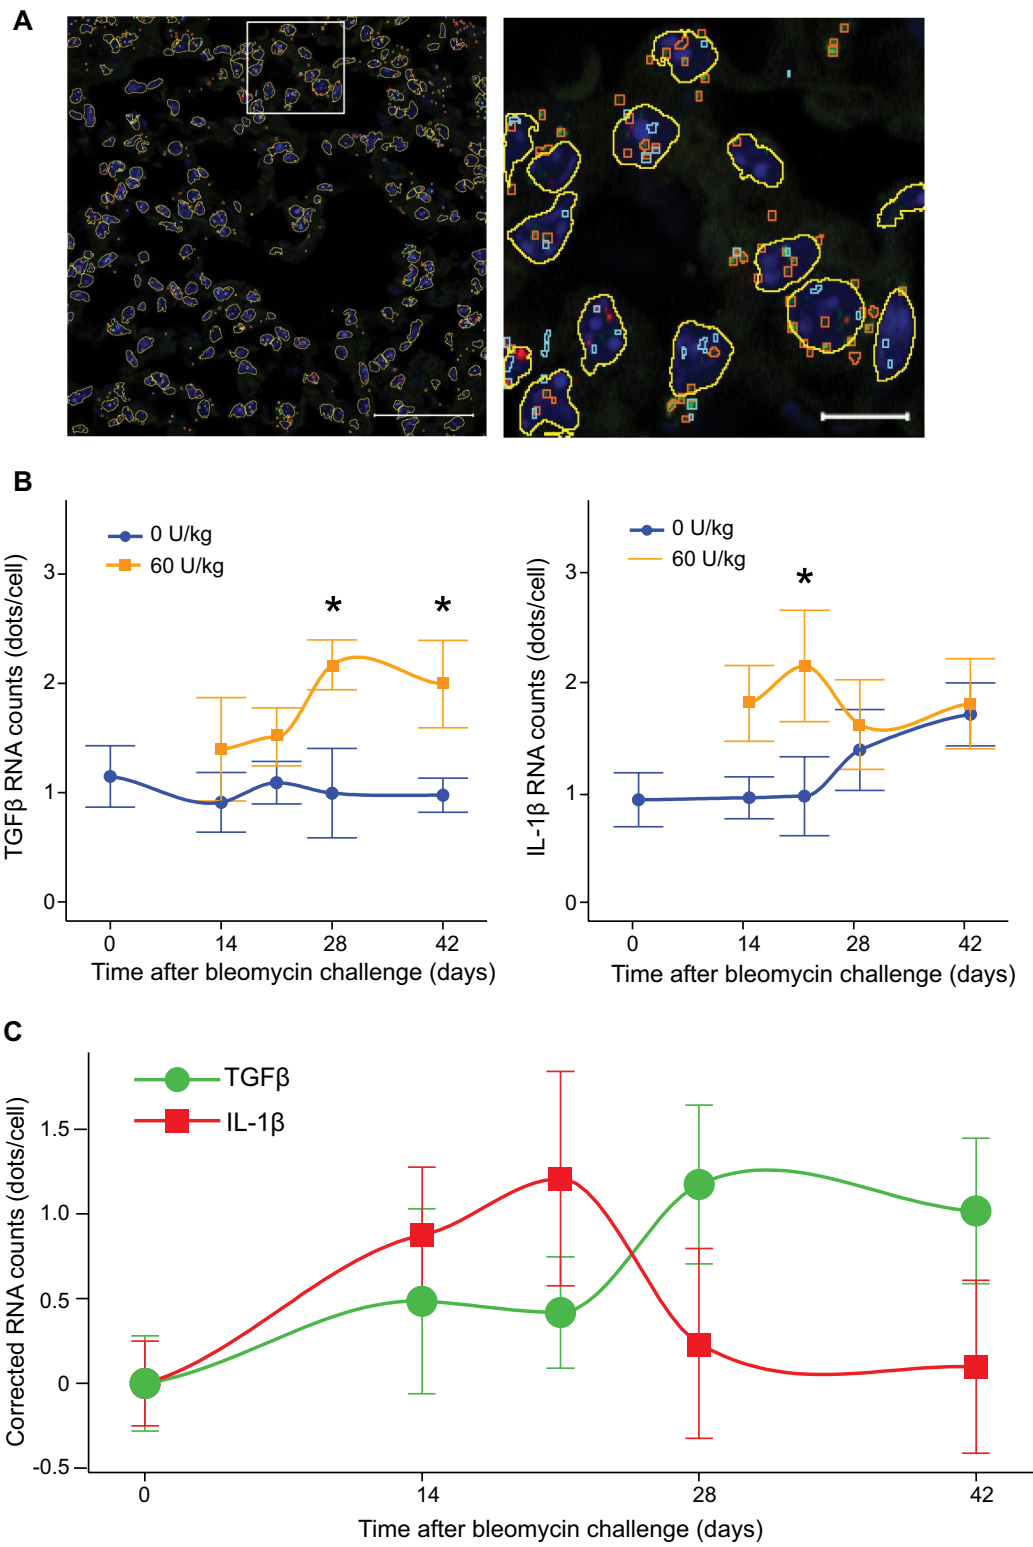 A
B
TGFβ RNA counts (dots/cell)
3
2
1
0
0 U/kg
60 U/kg
*
*
0 14 28 42
Time after bleomycin challenge (days)
IL-1β RNA counts (dots/cell)
3
2
1
0
0 U/kg
60 U/kg
*
0 14 28 42
Time after bleomycin challenge (days)
C
Corrected RNA counts (dots/cell)
1.5
1.0
0.5
0
-0.5
TGFβ
IL-1β
0 14 28 42
Time after bleomycin challenge (days)